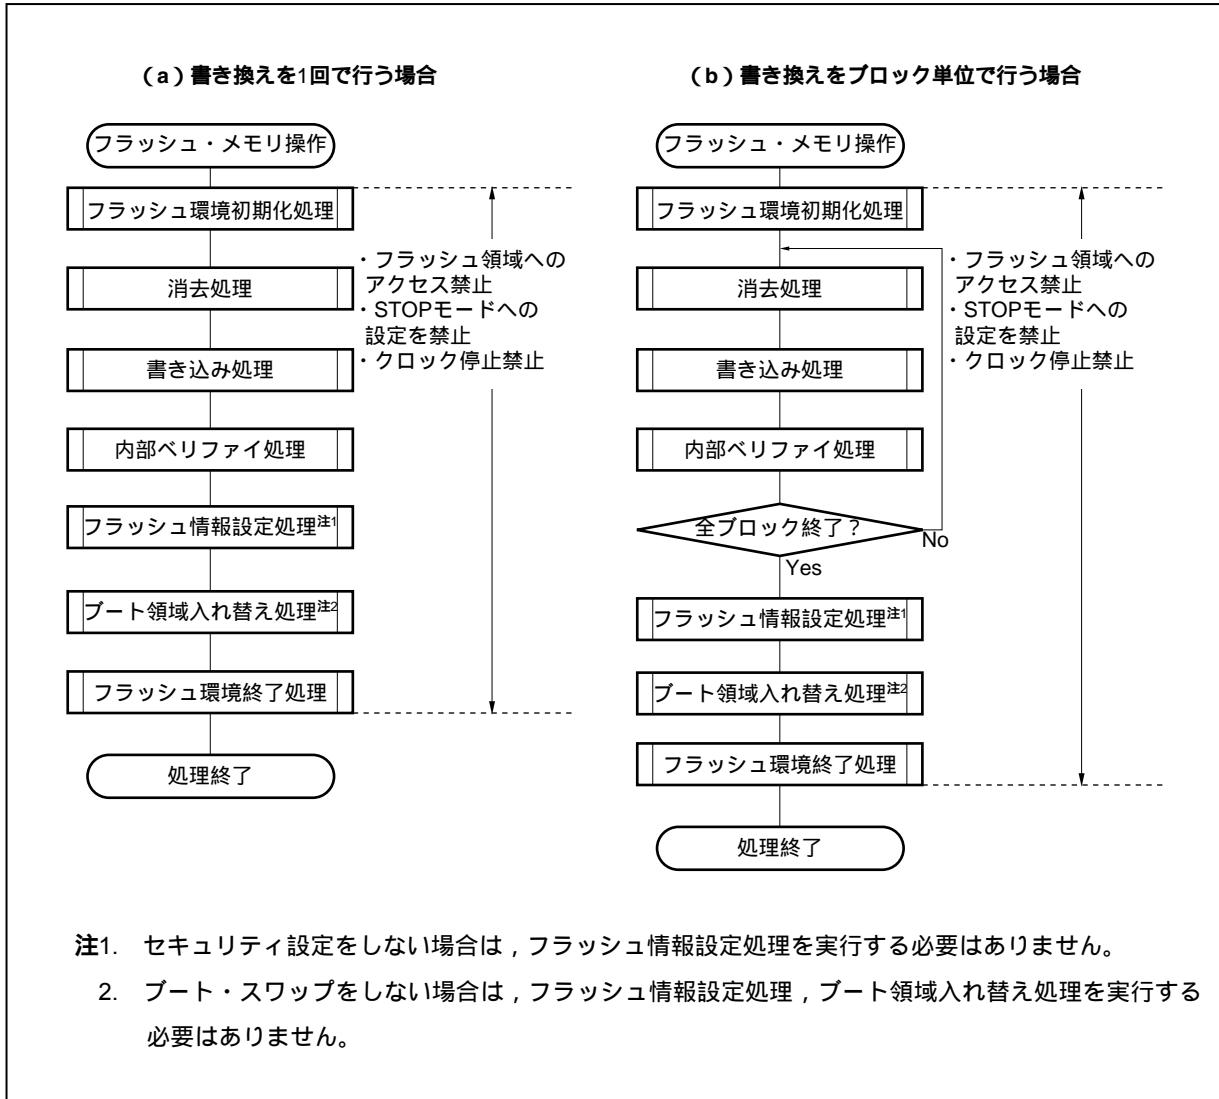 （a）書き換えを1回で行う場合
フラッシュ・メモリ操作
フラッシュ環境初期化処理
消去処理
書き込み処理
内部ベリファイ処理
フラッシュ情報設定処理注1
ブート領域入れ替え処理注2
フラッシュ環境終了処理
処理終了
・フラッシュ領域への
アクセス禁止
・STOPモードへの
設定を禁止
・クロック停止禁止
（b）書き換えをブロック単位で行う場合
フラッシュ・メモリ操作
フラッシュ環境初期化処理
消去処理
書き込み処理
内部ベリファイ処理
全ブロック終了？
No
Yes
フラッシュ情報設定処理注1
ブート領域入れ替え処理注2
フラッシュ環境終了処理
処理終了
・フラッシュ領域への
アクセス禁止
・STOPモードへの
設定を禁止
・クロック停止禁止
注1. セキュリティ設定をしない場合は，フラッシュ情報設定処理を実行する必要はありません。
2. ブート・スワップをしない場合は，フラッシュ情報設定処理，ブート領域入れ替え処理を実行する
必要はありません。